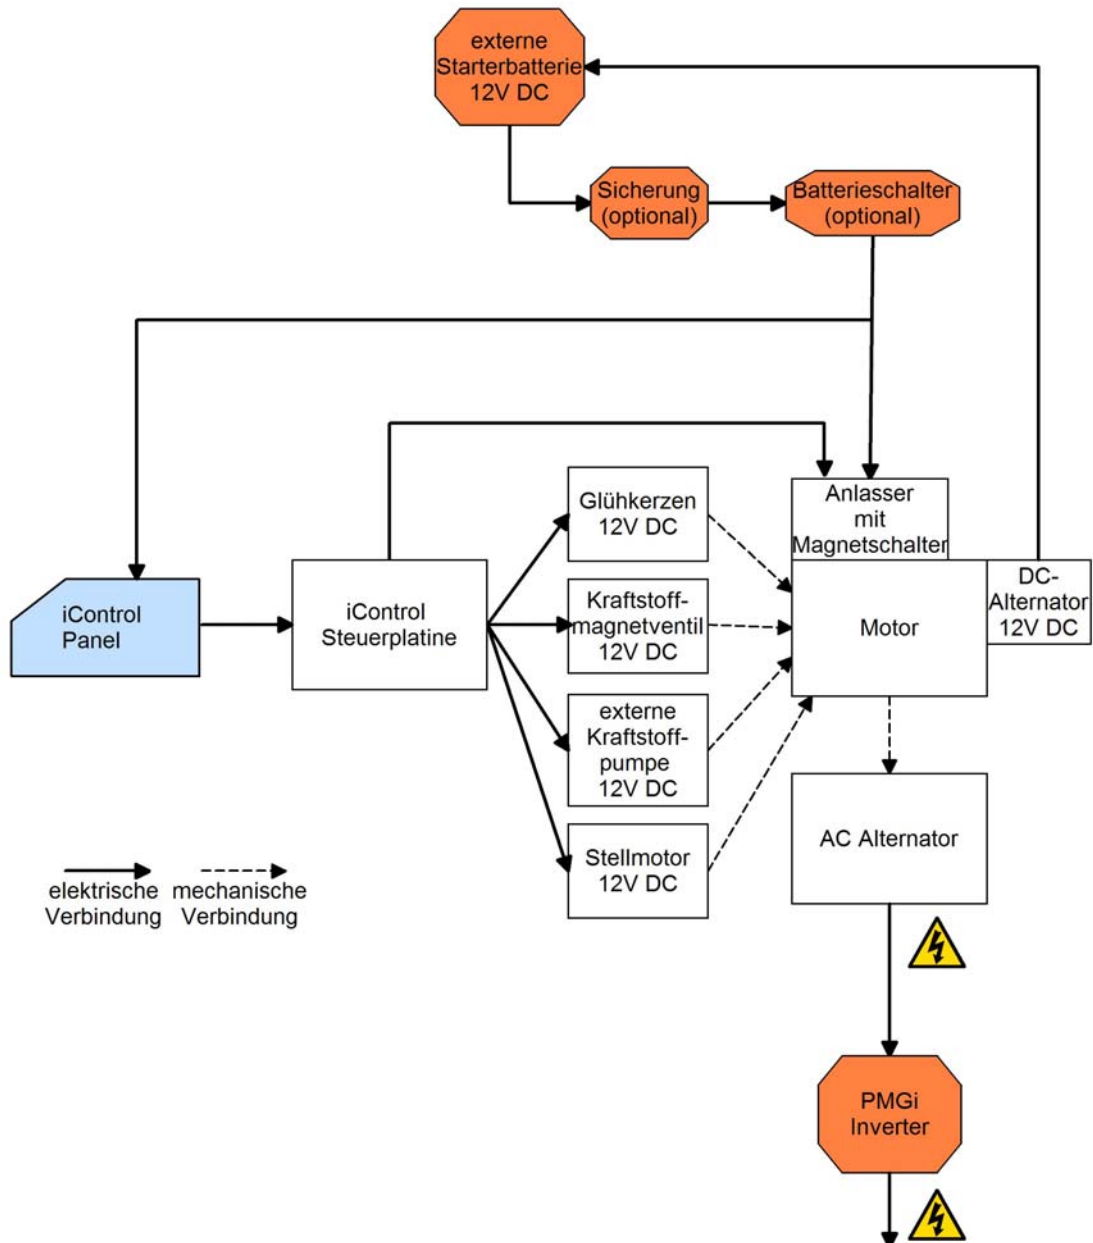 externe
Starterbatterie
12V DC
Sicherung
(optional)
Batterieschalter
(optional)
Anlasser
mit
Magnetschalter
Glühkerzen
12V DC
iControl
Panel
iControl
Steuerplatine
Kraftstoff-
magnetventil
12V DC
Motor
DC-
Alternator
12V DC
externe
Kraftstoff-
pumpe
12V DC
Stellmotor
12V DC
AC Alternator
elektrische
Verbindung
mechanische
Verbindung
PMGi
Inverter